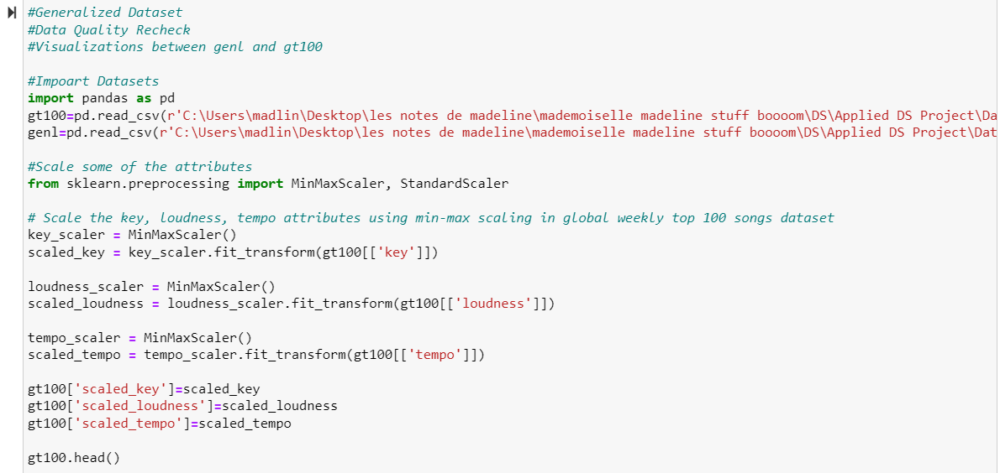 #Generalized Dataset
#Data Quality Recheck
#Visualizations between genl and gt100
#Impoart Datasets
import pandas as pd
gt100=pd.read_csv(r'C:\Users\madlin\Desktop\les notes de madeline\mademoiselle madeline stuff boooom\DS\Applied DS Project\Da
genl=pd.read_csv(r'C:\Users\madlin\Desktop\les notes de madeline\mademoiselle madeline stuff boooom\DS\Applied DS Project\Dat
#Scale some of the attributes
from sklearn.preprocessing import MinMaxScaler, StandardScaler
# Scale the key, loudness, tempo attributes using min-max scaling in global weekly top 100 songs dataset
key_scaler = MinMaxScaler()
scaled_key = key_scaler.fit_transform(gt100[['key']])
loudness_scaler = MinMaxScaler()
scaled_loudness = loudness_scaler.fit_transform(gt100[['loudness']])
tempo_scaler = MinMaxScaler()
scaled_tempo = tempo_scaler.fit_transform(gt100[['tempo']])
gt100['scaled_key']=scaled_key
gt100['scaled_loudness']=scaled_loudness
gt100['scaled_tempo']=scaled_tempo
gt100.head()